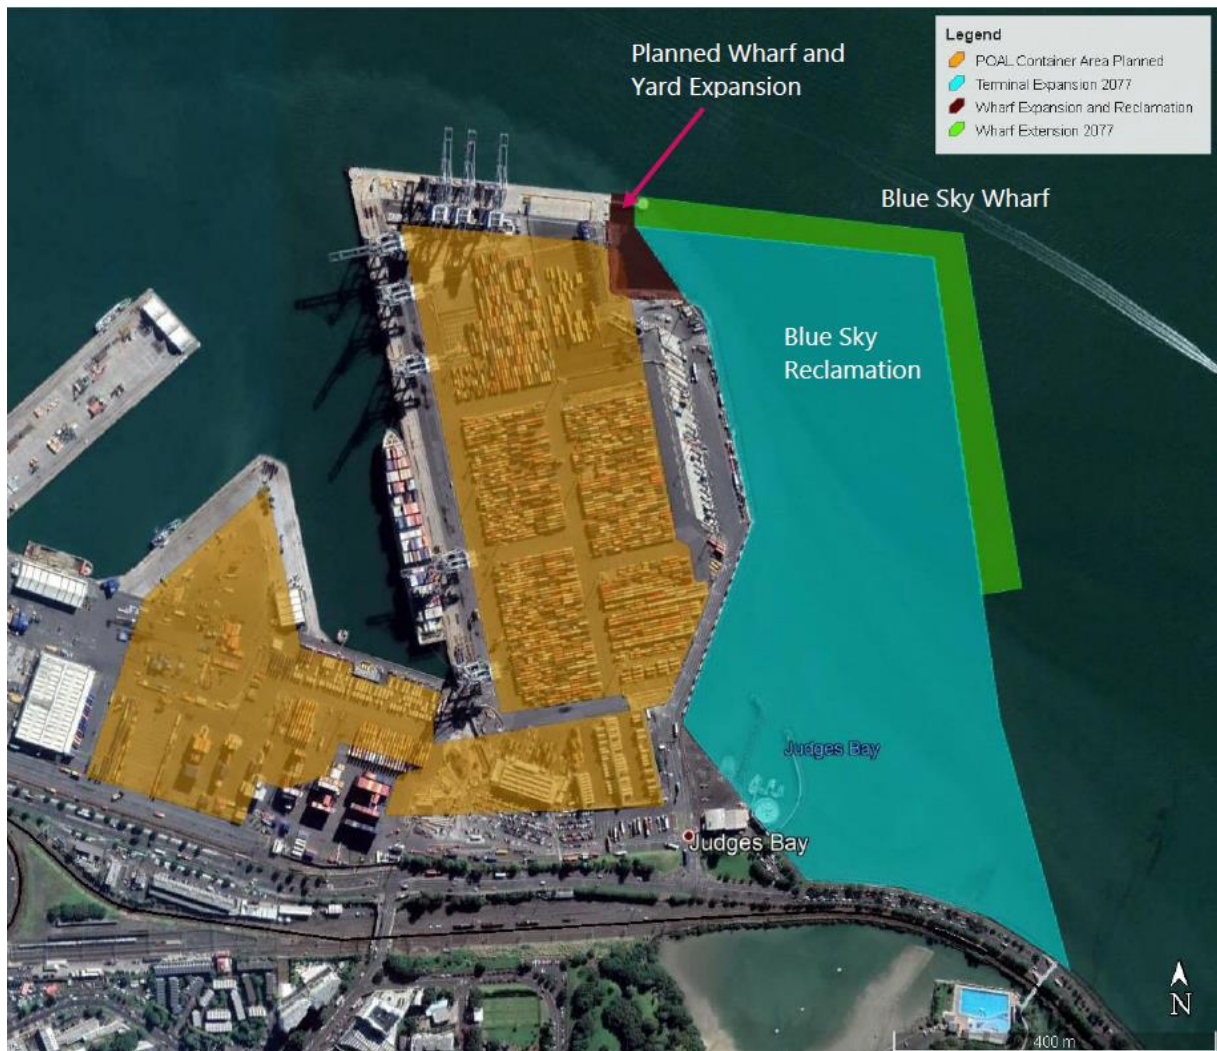 Legend
POAL Container Area Planned
Terminal Expansion 2077
Wharf Expansion and Reclamation
Wharf Extension 2077
Planned Wharf and
Yard Expansion
Blue Sky Wharf
Blue Sky
Reclamation
Judges Bay
Judges Bay
N
400 m